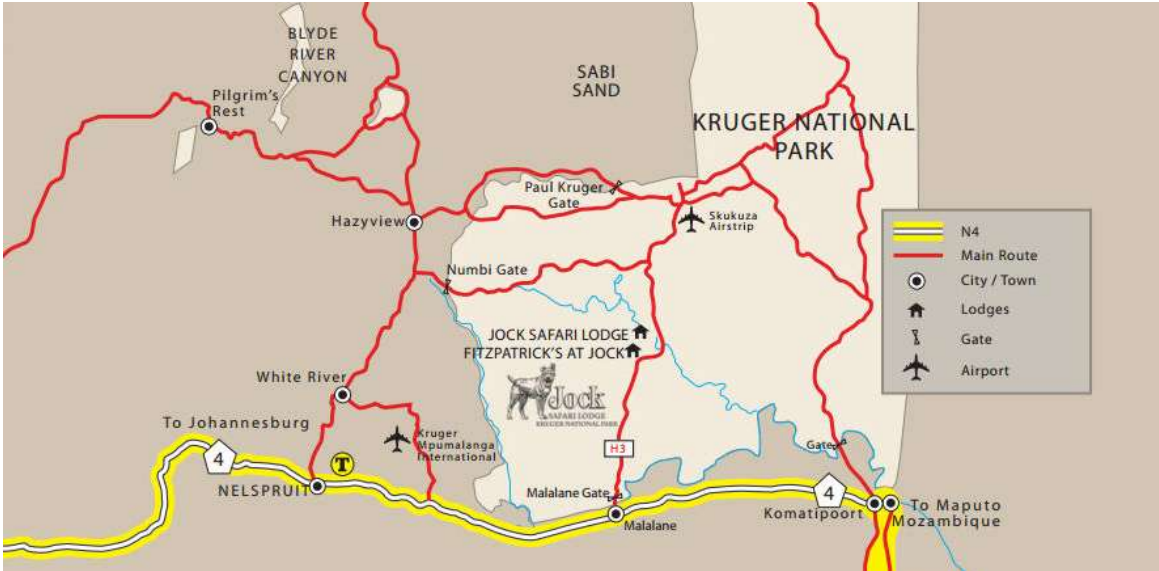 BLYDE
RIVER
CANYON
SABI
SAND
Pilgrim's
Rest
KRUGER NATIONAL
PARK
Paul Kruger
Gate
Hazyview
Skukuza
Airstrip
Numbi Gate
N4
Main Route
City / Town
Lodges
Gate
Airport
JOCK SAFARI LODGE
FITZPATRICK'S AT JOCK
White River
Jock
SAFARI LODGE
KRUGER NATIONAL PARK
To Johannesburg
Kruger
Mpumalanga
International
4
T
H3
Gate
NELSPRUIT
Malalane Gate
4
Malalane
Komatipoort
To Maputo
Mozambique